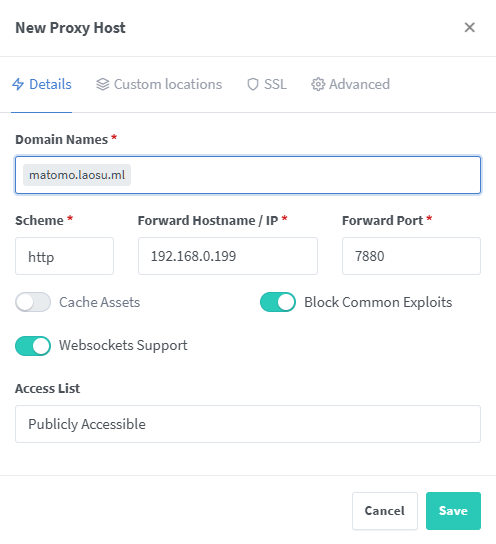 New Proxy Host
Details Custom locations SSL Advanced
Domain Names *
matomo.laosu.ml
Scheme * Forward Hostname / IP * Forward Port *
http 192.168.0.199 7880
Cache Assets Block Common Exploits
Websockets Support
Access List
Publicly Accessible
Cancel Save